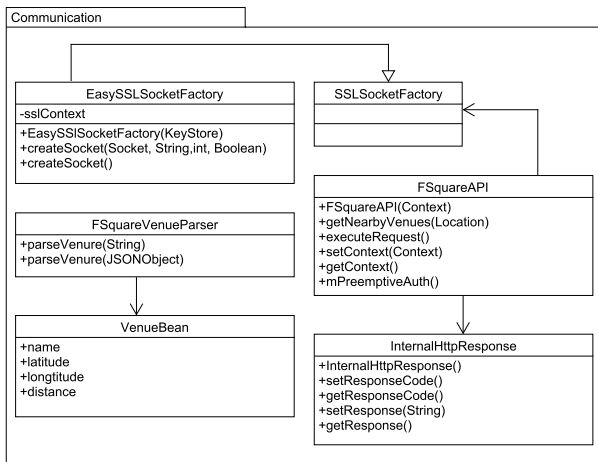 Communication
EasySSLSocketFactory
-sslContext
+EasySSlSocketFactory(KeyStore)
+createSocket(Socket, String,int, Boolean)
+createSocket()
SSLSocketFactory
FSquareAPI
+FSquareAPI(Context)
+getNearbyVenues(Location)
+executeRequest()
+setContext(Context)
+getContext()
+mPreemptiveAuth()
FSquareVenueParser
+parseVenure(String)
+parseVenure(JSONObject)
VenueBean
+name
+latitude
+longtitude
+distance
InternalHttpResponse
+InternalHttpResponse()
+setResponseCode()
+getResponseCode()
+setResponse(String)
+getResponse()